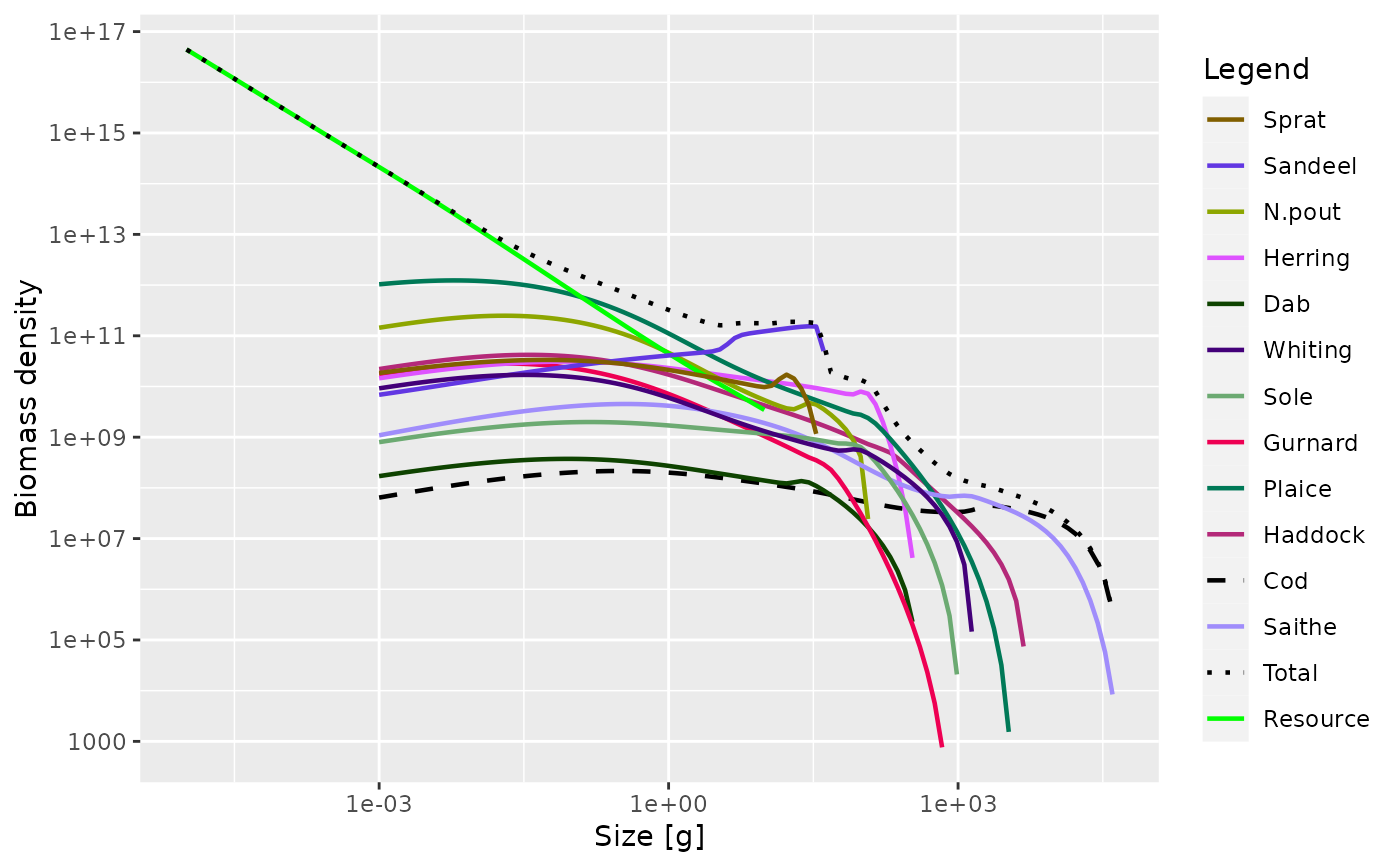 1e+17
1e+15
1e+13
1e+11
1e+09
1e+07
1e+05
1000
Biomass density
1e-03 1e+00 1e+03
Size [g]
Legend
Sprat
Sandeel
N.pout
Herring
Dab
Whiting
Sole
Gurnard
Plaice
Haddock
Cod
Saithe
Total
Resource